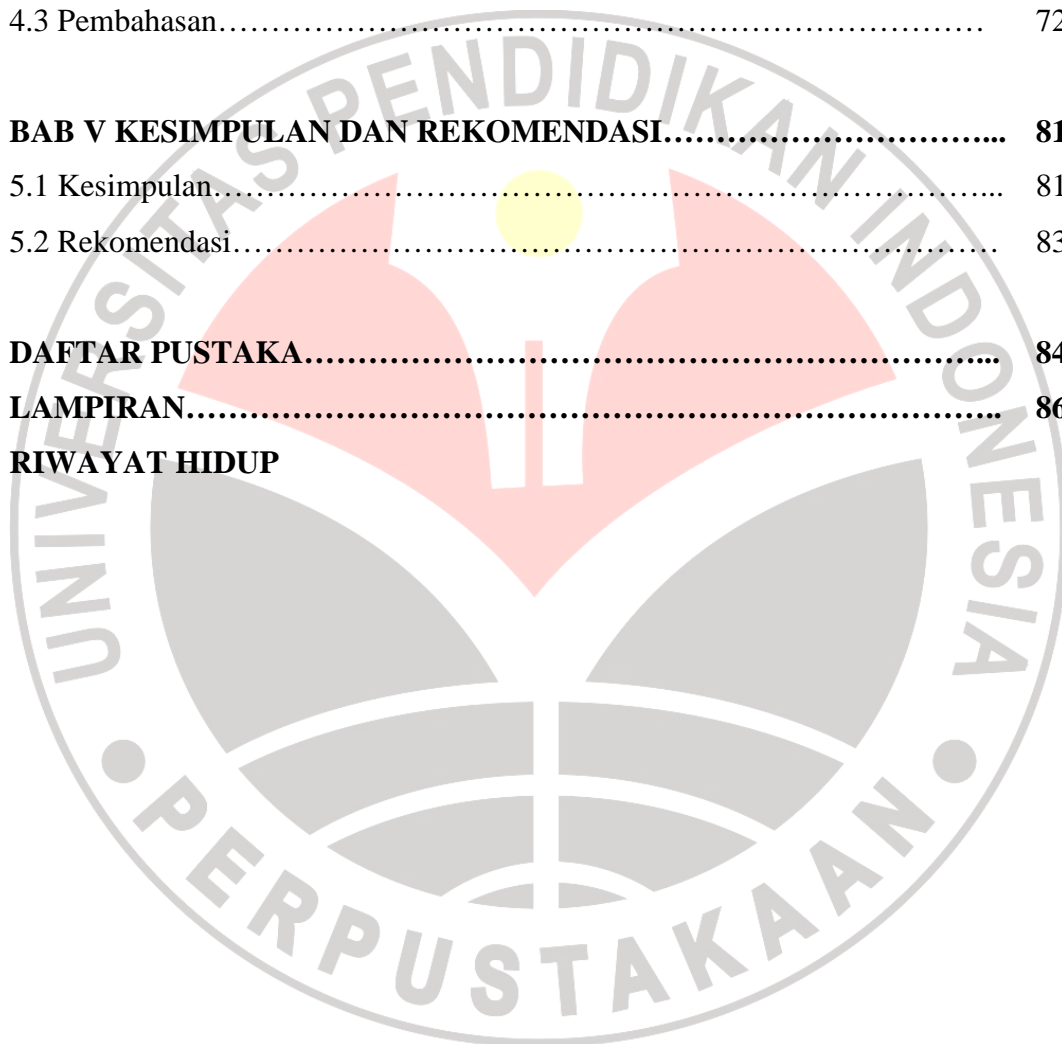 4.3 Pembahasan…………………………………………………………………………… 72
BAB V KESIMPULAN DAN REKOMENDASI………………………….... 81
5.1 Kesimpulan…………………………………………………………………... 81
5.2 Rekomendasi………………………………………………………………… 83
DAFTAR PUSTAKA………………………………………………………….. 84
LAMPIRAN…………………………………………………………………….. 86
RIWAYAT HIDUP
UNIVERSITAS PENDIDIKAN INDONESIA
PERPUSTAKAAN